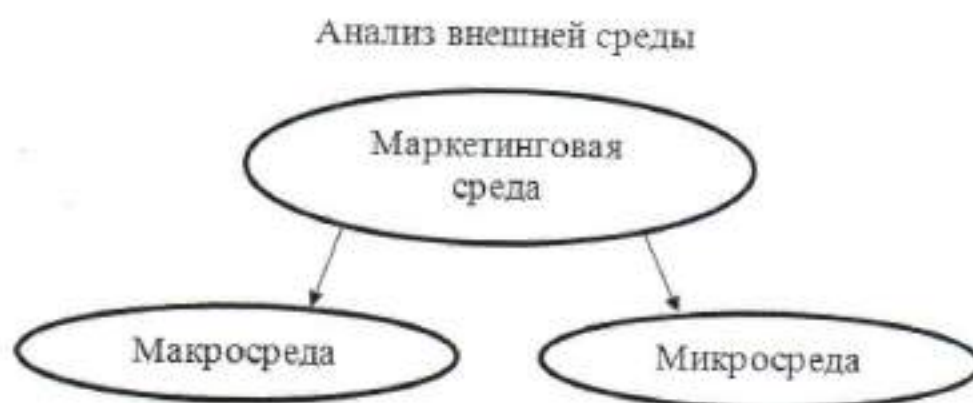 Анализ внешней среды
Маркетинговая
среда
Макросреда
Микросреда